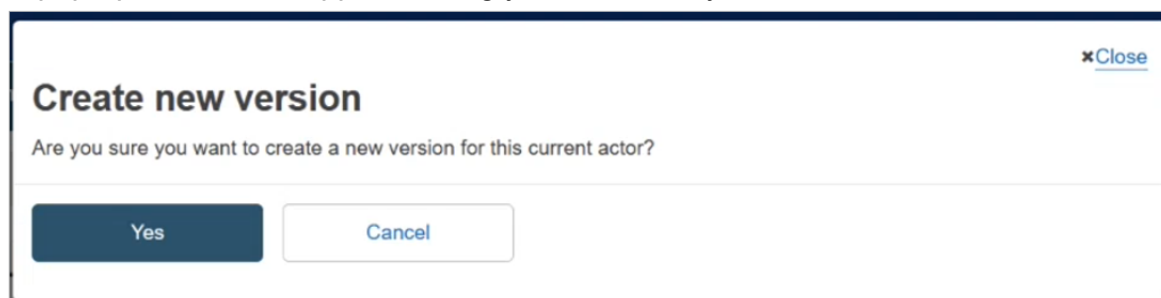 ×Close
Create new version
Are you sure you want to create a new version for this current actor?
Yes
Cancel